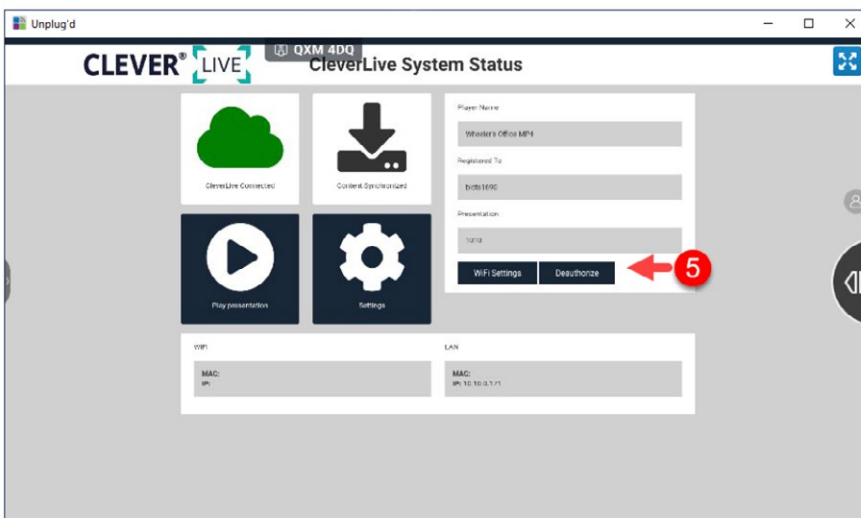 Unplug'd
CLEVER® LIVE
QXM 4DQ
CleverLive System Status
CleverLive Connected
Content Synchronized
Player Name
Wheeler's Office MP4
Registered To
Presentation
WiFi Settings
Deauthorize
5
Play presentation
Settings
WIFI
MAC:
IP:
LAN
MAC:
IP: 10.10.0.171